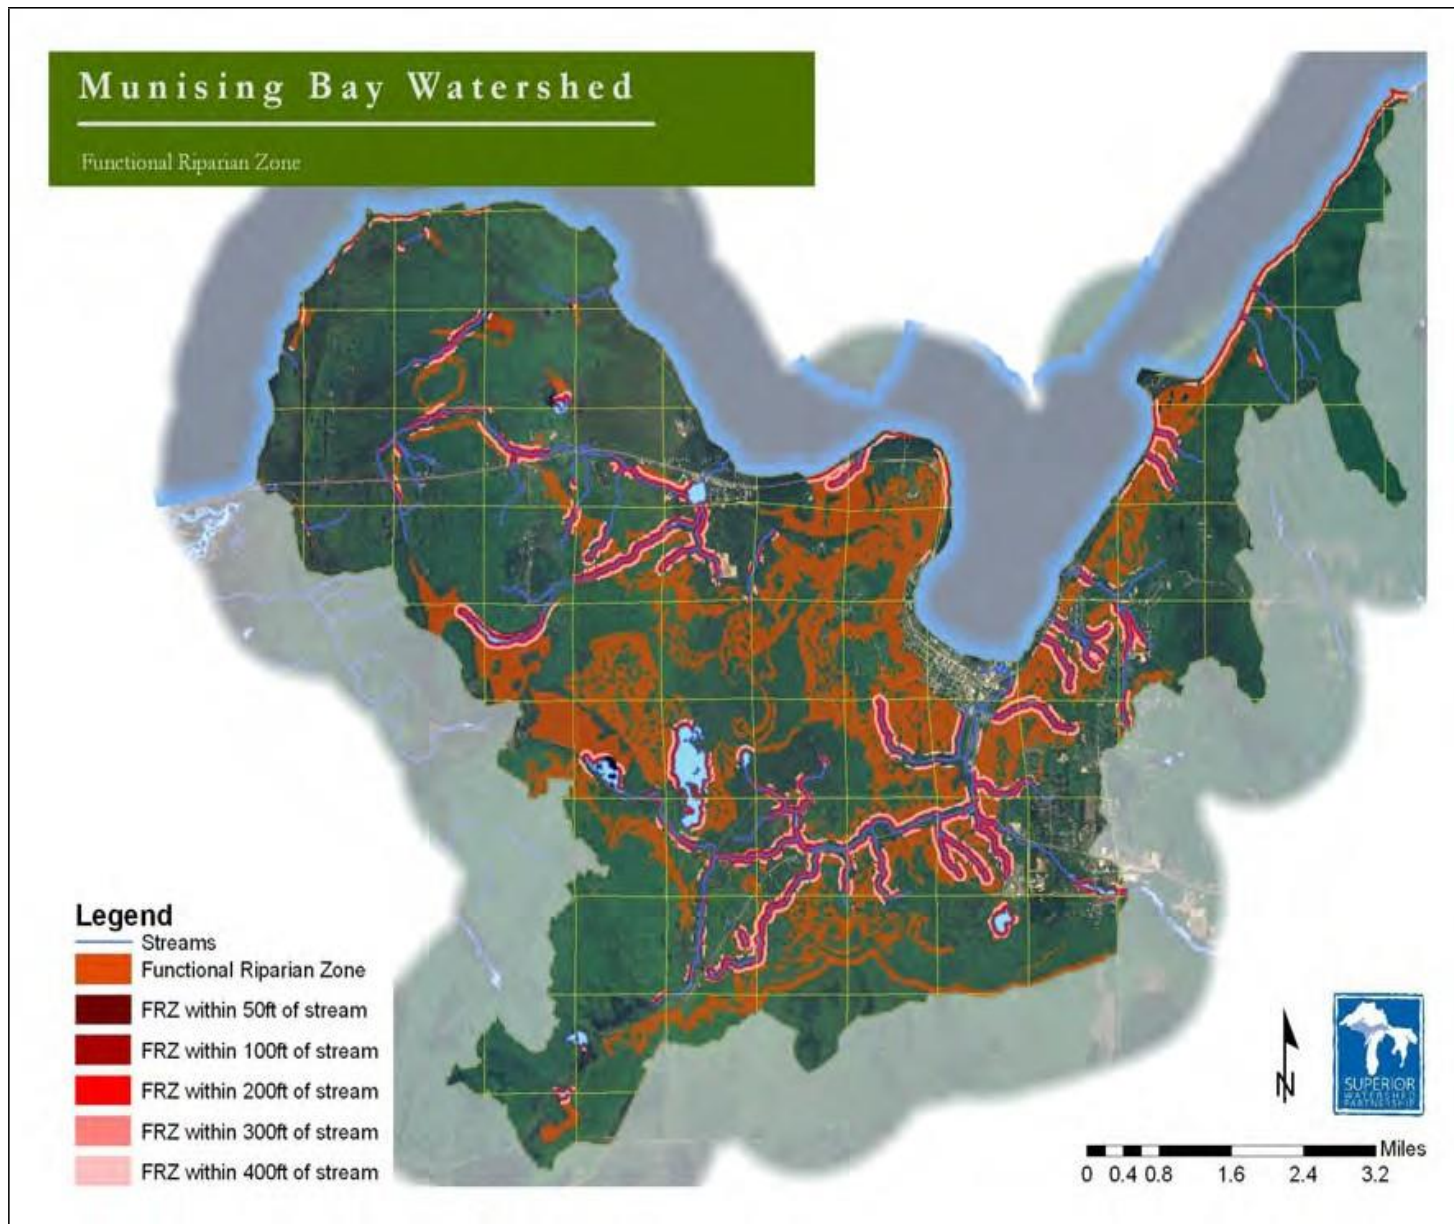 Munising Bay Watershed
Functional Riparian Zone
Legend
Streams
Functional Riparian Zone
FRZ within 50ft of stream
FRZ within 100ft of stream
FRZ within 200ft of stream
FRZ within 300ft of stream
FRZ within 400ft of stream
N
SUPERIOR
WATERSHED
PARTNERSHIP
Miles
0 0.4 0.8 1.6 2.4 3.2